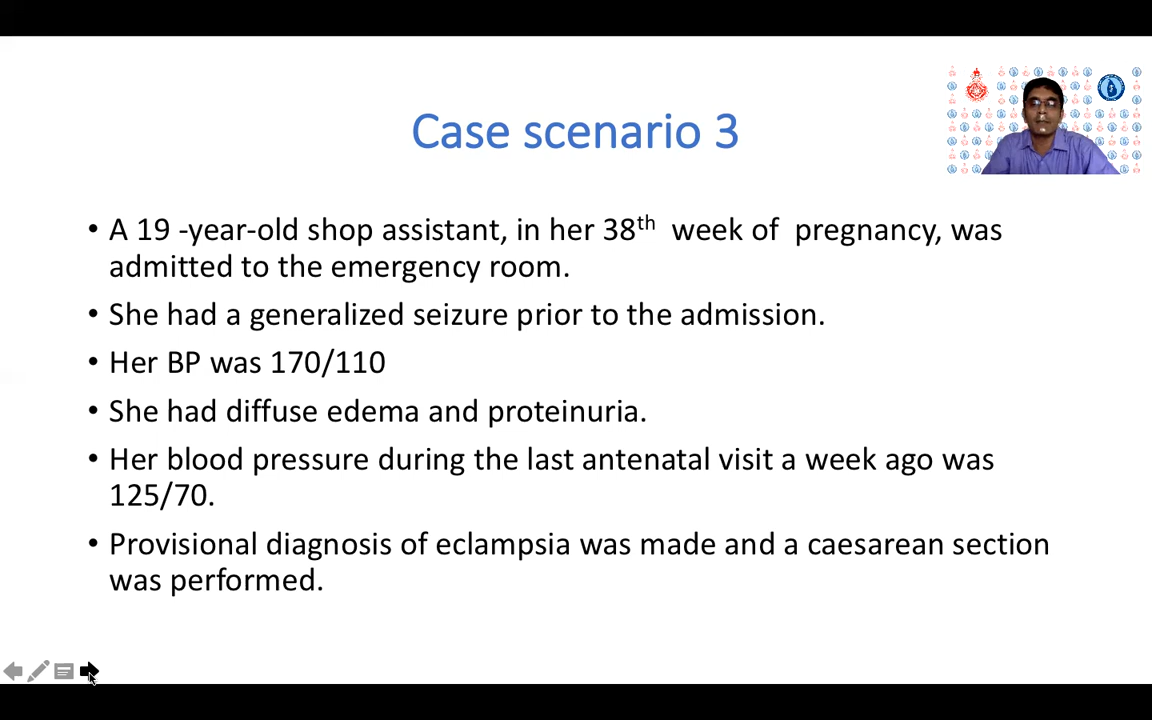 Case scenario 3
• A 19 -year-old shop assistant, in her 38th week of pregnancy, was
admitted to the emergency room.
• She had a generalized seizure prior to the admission.
• Her BP was 170/110
• She had diffuse edema and proteinuria.
• Her blood pressure during the last antenatal visit a week ago was
125/70.
• Provisional diagnosis of eclampsia was made and a caesarean section
was performed.